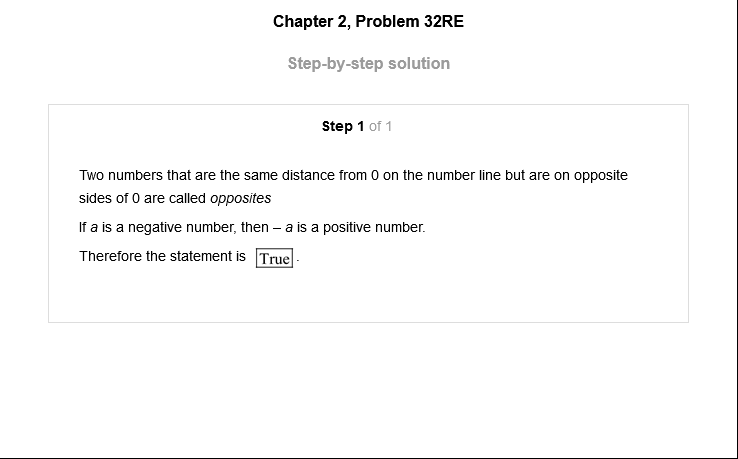 Chapter 2, Problem 32RE
Step-by-step solution
Step 1 of 1
Two numbers that are the same distance from 0 on the number line but are on opposite
sides of 0 are called opposites
If a is a negative number, then – a is a positive number.
Therefore the statement is True .